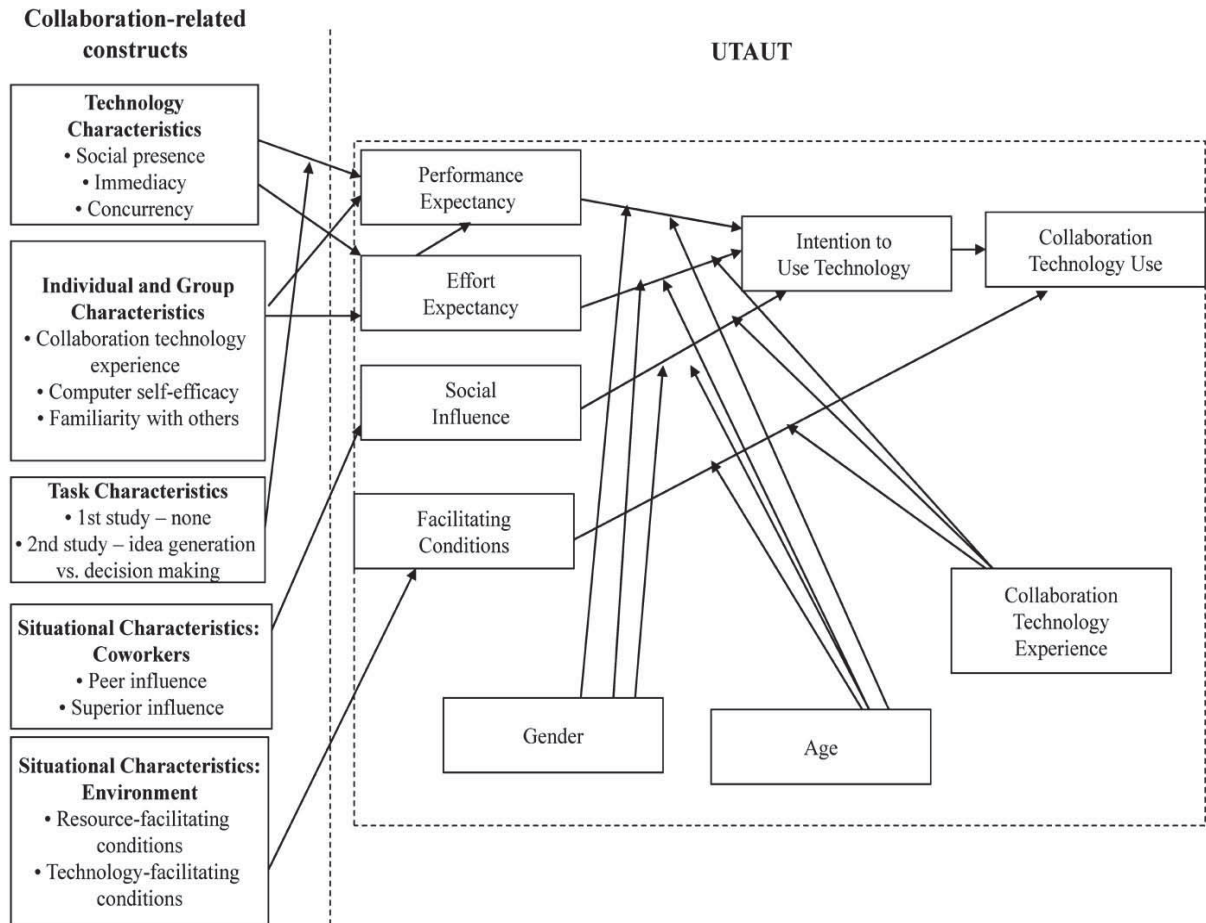 Collaboration-related
constructs
UTAUT
Technology
Characteristics
• Social presence
• Immediacy
• Concurrency
Individual and Group
Characteristics
• Collaboration technology
experience
• Computer self-efficacy
• Familiarity with others
Task Characteristics
• 1st study – none
• 2nd study – idea generation
vs. decision making
Situational Characteristics:
Coworkers
• Peer influence
• Superior influence
Situational Characteristics:
Environment
• Resource-facilitating
conditions
• Technology-facilitating
conditions
Performance
Expectancy
Effort
Expectancy
Social
Influence
Facilitating
Conditions
Intention to
Use Technology
Collaboration
Technology Use
Gender
Age
Collaboration
Technology
Experience